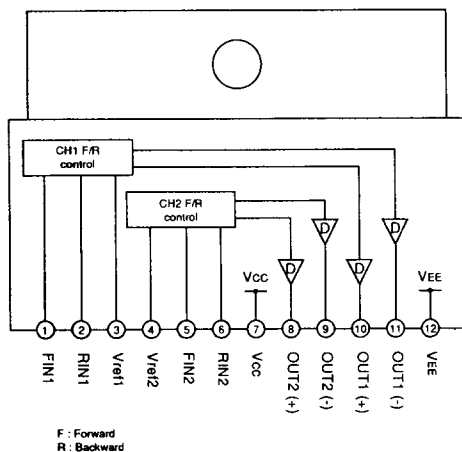 CH1 F/R
control
CH2 F/R
control
D
D
D
D
VCC
VEE
1 2 3 4 5 6 7 8 9 10 11 12
FIN1
RIN1
Vref1
Vref2
FIN2
RIN2
VCC
OUT2 (+)
OUT2 (-)
OUT1 (+)
OUT1 (-)
VEE
F : Forward
R : Backward